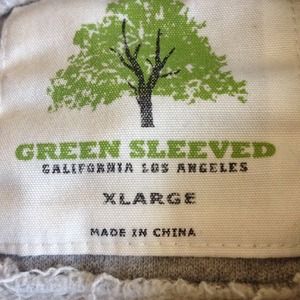 GREEN SLEEVED
CALIFORNIA LOS ANGELES
XLARGE
MADE IN CHINA